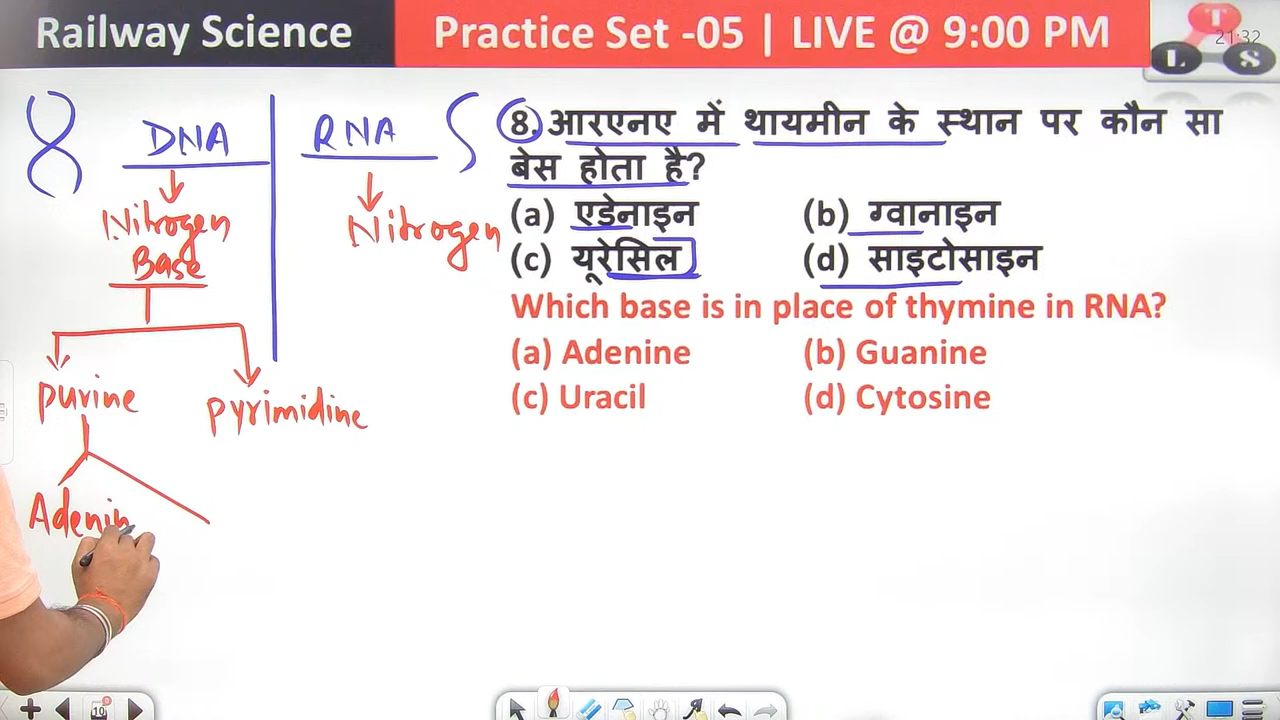 Railway Science
Practice Set -05 | LIVE @ 9:00 PM
T
L S
21:32
DNA
RNA
Nitrogen
Base
Nitrogen
purine
pyrimidine
Adenin
8. आरएनए में थायमीन के स्थान पर कौन सा
बेस होता है?
(a) एडेनाइन (b) ग्वानाइन
(c) यूरेसिल (d) साइटोसाइन
Which base is in place of thymine in RNA?
(a) Adenine (b) Guanine
(c) Uracil (d) Cytosine
10